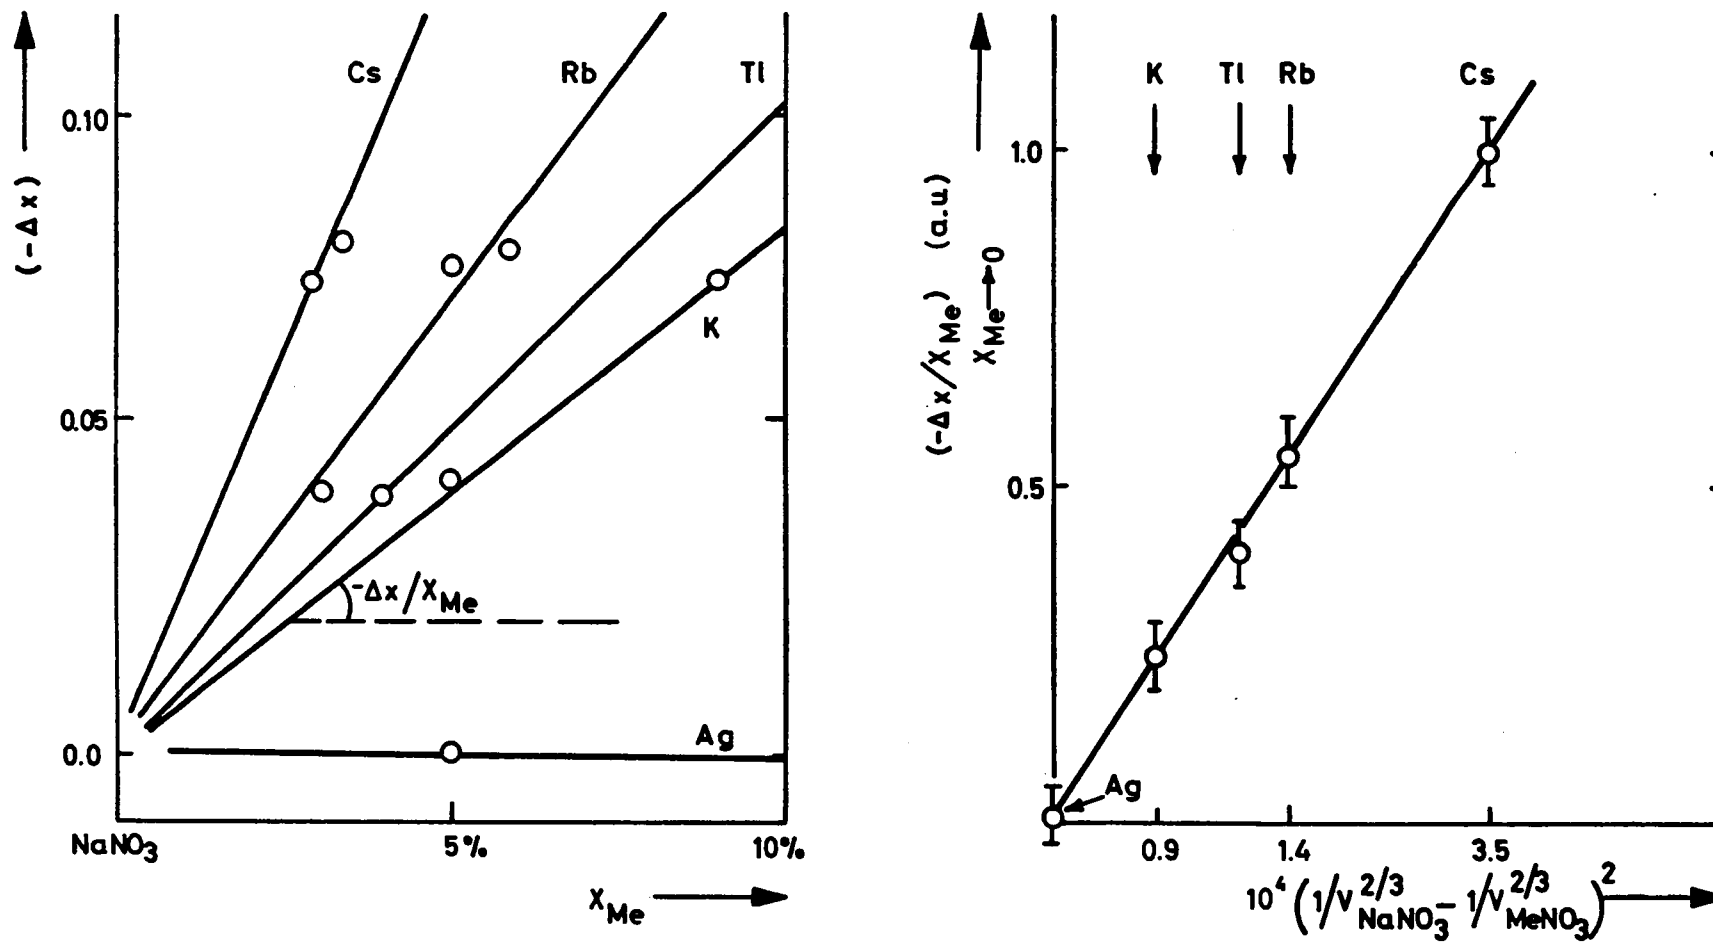 (-Δx)
0.10
0.05
0.0
Cs
Rb
Tl
K
-Δx/X_Me
Ag
NaNO₃
5%
10%
X_Me
(-Δx/X_Me) (a.u)
X_Me→0
1.0
0.5
K
Tl
Rb
Cs
Ag
0.9
1.4
3.5
10⁴ (1/V^{2/3}_{NaNO₃} - 1/V^{2/3}_{MeNO₃})²